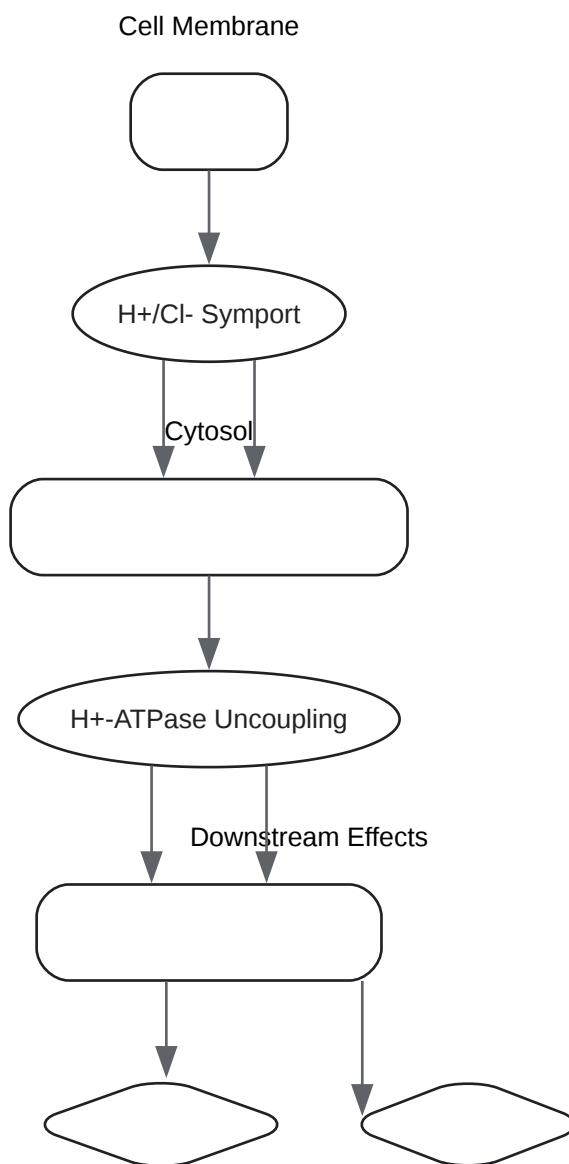 Cell Membrane
H+/Cl- Symport
Cytosol
H+-ATPase Uncoupling
Downstream Effects